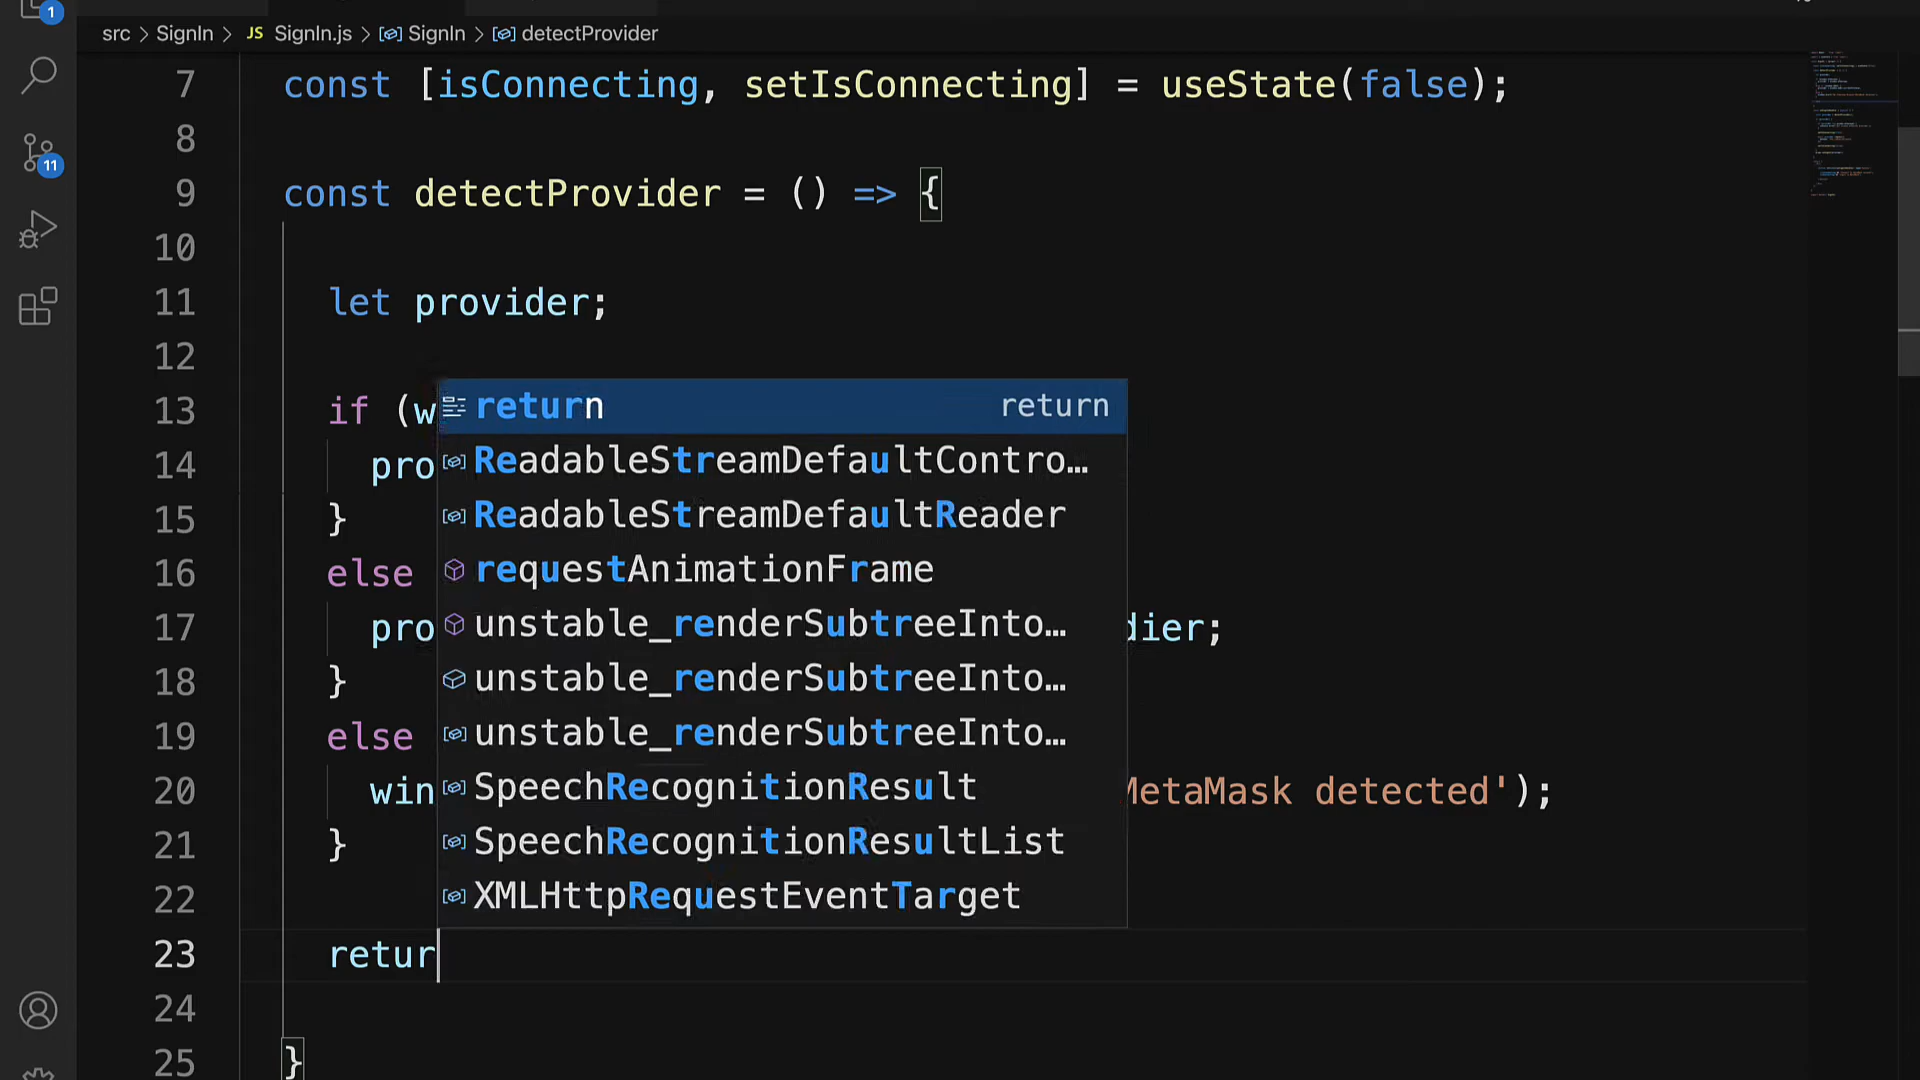 1
src > SignIn > JS SignIn.js > SignIn > detectProvider
7 const [isConnecting, setIsConnecting] = useState(false);
8
9 const detectProvider = () => {
10
11 let provider;
12
13 if (w
return return
14 pro
ReadableStreamDefaultContro…
15 }
ReadableStreamDefaultReader
16 else
requestAnimationFrame
17 pro dier;
unstable_renderSubtreeInto…
18 }
unstable_renderSubtreeInto…
19 else
unstable_renderSubtreeInto…
20 win MetaMask detected');
SpeechRecognitionResult
21 }
SpeechRecognitionResultList
22
XMLHttpRequestEventTarget
23 retur
24
25 }
11